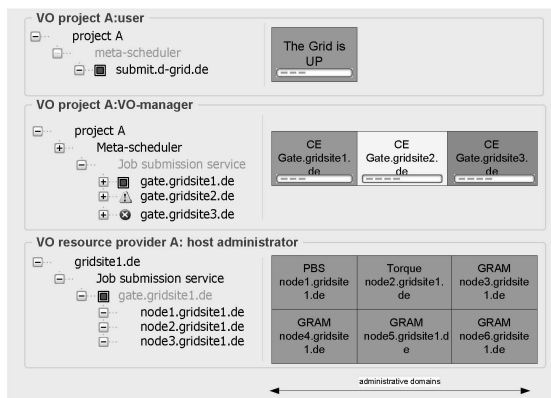 VO project A:user
project A
meta-scheduler
submit.d-grid.de
The Grid is
UP
VO project A:VO-manager
project A
Meta-scheduler
Job submission service
gate.gridsite1.de
gate.gridsite2.de
gate.gridsite3.de
CE
Gate.gridsite1.
de
CE
Gate.gridsite2.
de
CE
Gate.gridsite3.
de
VO resource provider A: host administrator
gridsite1.de
Job submission service
gate.gridsite1.de
node1.gridsite1.de
node2.gridsite1.de
node3.gridsite1.de
PBS
node1.gridsite
1.de
Torque
node2.gridsite1.
de
GRAM
node3.gridsite
1.de
GRAM
node4.gridsite
1.de
GRAM
node5.gridsite1.d
e
GRAM
node6.gridsite
1.de
administrative domains